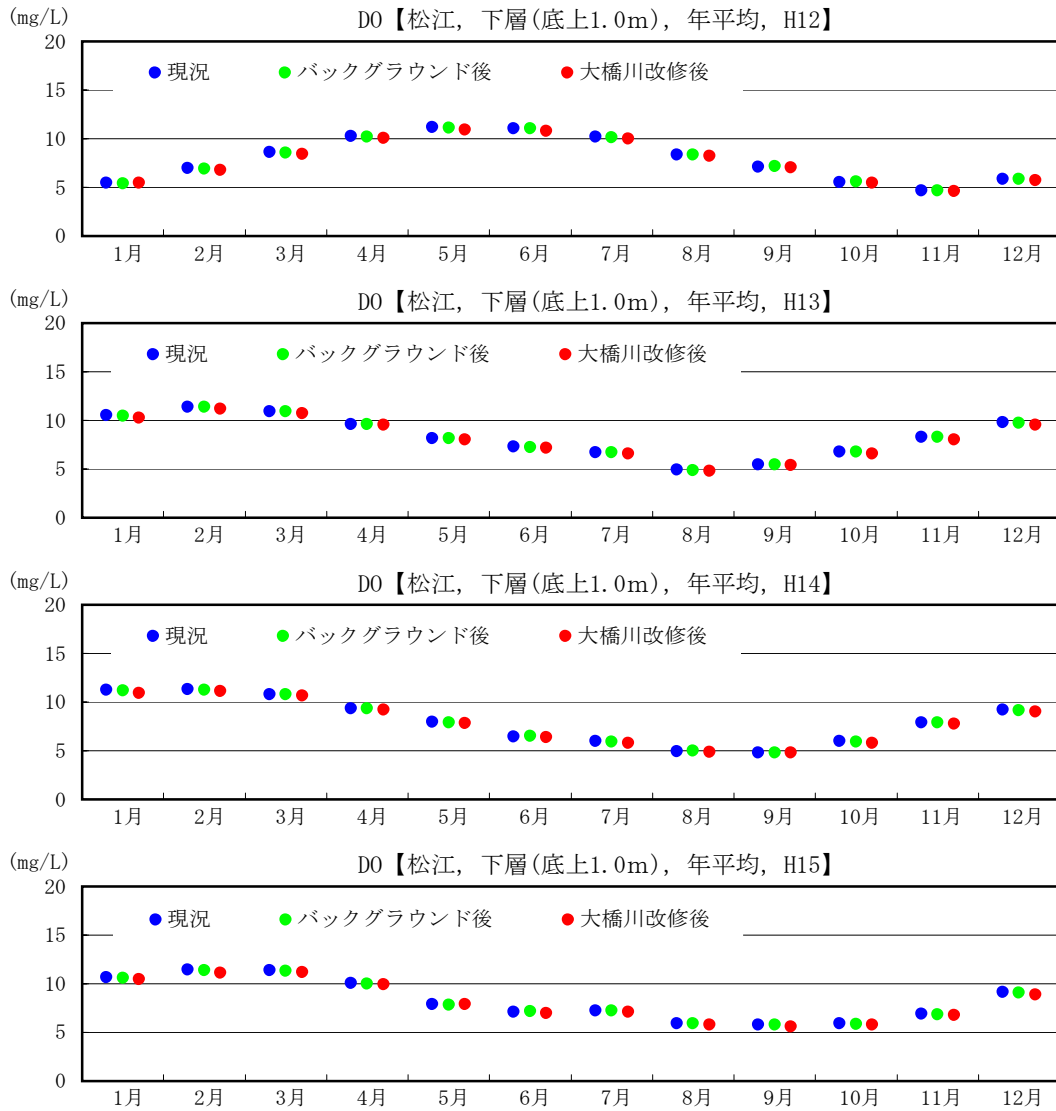 (mg/L) DO【松江, 下層(底上1.0m), 年平均, H12】
20
現況 バックグラウンド後 大橋川改修後
15
10
5
0
1月 2月 3月 4月 5月 6月 7月 8月 9月 10月 11月 12月
(mg/L) DO【松江, 下層(底上1.0m), 年平均, H13】
20
現況 バックグラウンド後 大橋川改修後
15
10
5
0
1月 2月 3月 4月 5月 6月 7月 8月 9月 10月 11月 12月
(mg/L) DO【松江, 下層(底上1.0m), 年平均, H14】
20
現況 バックグラウンド後 大橋川改修後
15
10
5
0
1月 2月 3月 4月 5月 6月 7月 8月 9月 10月 11月 12月
(mg/L) DO【松江, 下層(底上1.0m), 年平均, H15】
20
現況 バックグラウンド後 大橋川改修後
15
10
5
0
1月 2月 3月 4月 5月 6月 7月 8月 9月 10月 11月 12月